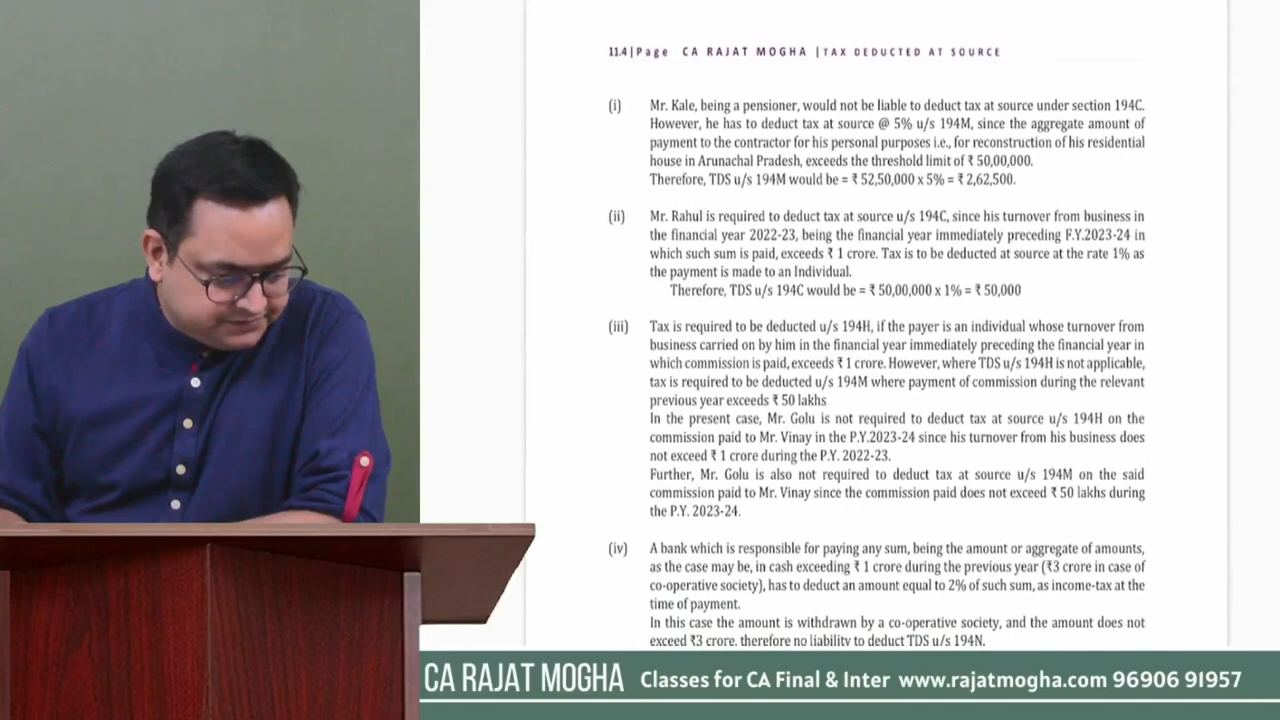 11.4|Page CA RAJAT MOGHA |TAX DEDUCTED AT SOURCE
(i) Mr. Kale, being a pensioner, would not be liable to deduct tax at source under section 194C.
However, he has to deduct tax at source @ 5% u/s 194M, since the aggregate amount of
payment to the contractor for his personal purposes i.e., for reconstruction of his residential
house in Arunachal Pradesh, exceeds the threshold limit of ₹ 50,00,000.
Therefore, TDS u/s 194M would be = ₹ 52,50,000 x 5% = ₹ 2,62,500.
(ii) Mr. Rahul is required to deduct tax at source u/s 194C, since his turnover from business in
the financial year 2022-23, being the financial year immediately preceding F.Y.2023-24 in
which such sum is paid, exceeds ₹ 1 crore. Tax is to be deducted at source at the rate 1% as
the payment is made to an Individual.
Therefore, TDS u/s 194C would be = ₹ 50,00,000 x 1% = ₹ 50,000
(iii) Tax is required to be deducted u/s 194H, if the payer is an individual whose turnover from
business carried on by him in the financial year immediately preceding the financial year in
which commission is paid, exceeds ₹ 1 crore. However, where TDS u/s 194H is not applicable,
tax is required to be deducted u/s 194M where payment of commission during the relevant
previous year exceeds ₹ 50 lakhs
In the present case, Mr. Golu is not required to deduct tax at source u/s 194H on the
commission paid to Mr. Vinay in the P.Y.2023-24 since his turnover from his business does
not exceed ₹ 1 crore during the P.Y. 2022-23.
Further, Mr. Golu is also not required to deduct tax at source u/s 194M on the said
commission paid to Mr. Vinay since the commission paid does not exceed ₹ 50 lakhs during
the P.Y. 2023-24.
(iv) A bank which is responsible for paying any sum, being the amount or aggregate of amounts,
as the case may be, in cash exceeding ₹ 1 crore during the previous year (₹3 crore in case of
co-operative society), has to deduct an amount equal to 2% of such sum, as income-tax at the
time of payment.
In this case the amount is withdrawn by a co-operative society, and the amount does not
exceed ₹3 crore. therefore no liability to deduct TDS u/s 194N.
CA RAJAT MOGHA Classes for CA Final & Inter www.rajatmogha.com 96906 91957